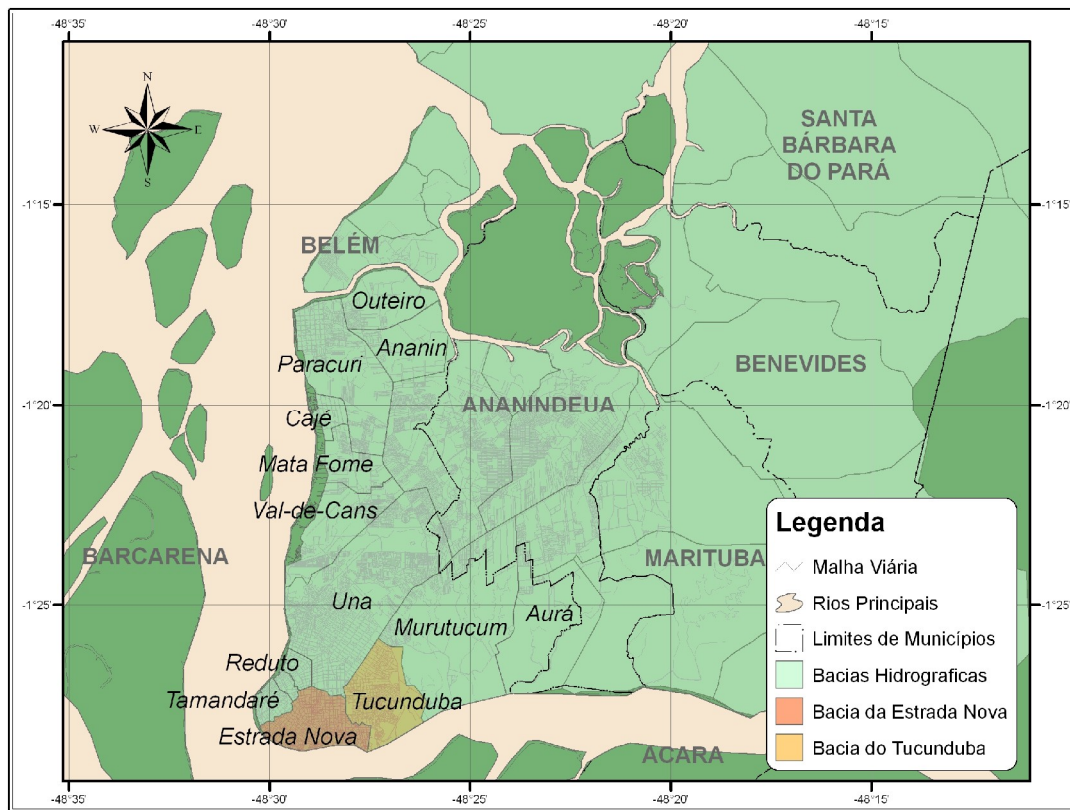 -48°35' -48°30' -48°25' -48°20' -48°15'
N
W E
S
SANTA
BÁRBARA
DO PARÁ
-1°15' -1°15'
BELÉM
Outeiro
Ananin
Paracuri
BENEVIDES
-1°20' ANANINDEUA -1°20'
Cajé
Mata Fome
Val-de-Cans
BARCARENA
MARITUBA
-1°25' -1°25'
Una
Aurá
Murutucum
Reduto
Tamandaré
Tucunduba
Estrada Nova
ACARA
Legenda
Malha Viária
Rios Principais
Limites de Municípios
Bacias Hidrograficas
Bacia da Estrada Nova
Bacia do Tucunduba
-48°35' -48°30' -48°25' -48°20' -48°15'